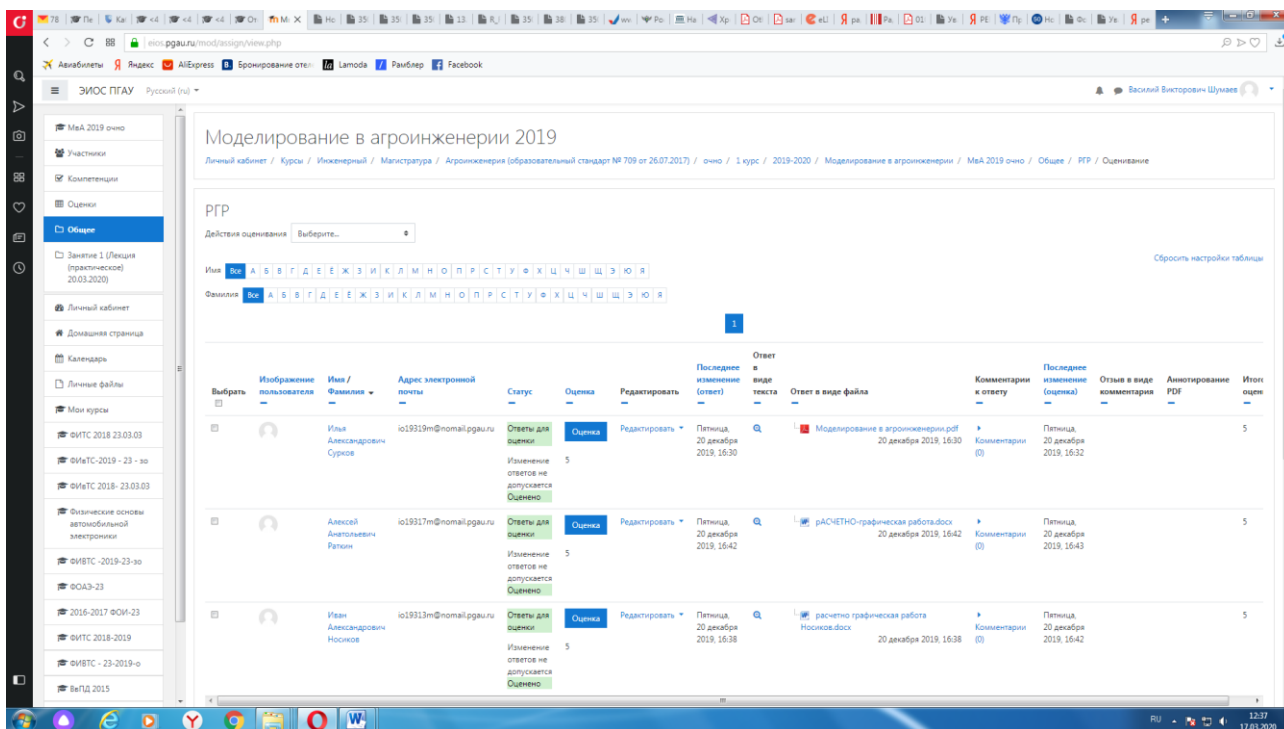 eios.pgau.ru/mod/assign/view.php
Авиабилеты Яндекс AliExpress Бронирование отел Lamoda Рамблер Facebook
ЭИОС ПГАУ Русский (ru)
Василий Викторович Шумаев
МвА 2019 очно
Участники
Компетенции
Оценки
Общее
Занятие 1 (Лекция
(практическое)
20.03.2020)
Личный кабинет
Домашняя страница
Календарь
Личные файлы
Мои курсы
ФИТС 2018 23.03.03
ФИвТС-2019 - 23 - зо
ФИвТС 2018- 23.03.03
Физические основы
автомобильной
электроники
ФИВТС -2019-23-зо
ФОАЭ-23
2016-2017 ФОИ-23
ФИТС 2018-2019
ФИВТС - 23-2019-о
ВеПД 2015
Моделирование в агроинженерии 2019
Личный кабинет / Курсы / Инженерный / Магистратура / Агроинженерия (образовательный стандарт № 709 от 26.07.2017) / очно / 1 курс / 2019-2020 / Моделирование в агроинженерии / МвА 2019 очно / Общее / РГР / Оценивание
РГР
Действия оценивания Выберите...
Сбросить настройки таблицы
Имя Все А Б В Г Д Е Ё Ж З И К Л М Н О П Р С Т У Ф Х Ц Ч Ш Щ Э Ю Я
Фамилия Все А Б В Г Д Е Ё Ж З И К Л М Н О П Р С Т У Ф Х Ц Ч Ш Щ Э Ю Я
1
Выбрать
Изображение
пользователя
Имя /
Фамилия
Адрес электронной
почты
Статус
Оценка
Редактировать
Последнее
изменение
(ответ)
Ответ
в
виде
текста
Ответ в виде файла
Комментарии
к ответу
Последнее
изменение
(оценка)
Отзыв в виде
комментария
Аннотирование
PDF
Итого
оцен
Илья
Александрович
Сурков
io19319m@nomail.pgau.ru
Ответы для
оценки
Изменение
ответов не
допускается
Оценено
Оценка
5
Редактировать
Пятница,
20 декабря
2019, 16:30
Моделирование в агроинженерии.pdf
20 декабря 2019, 16:30
Комментарии
(0)
Пятница,
20 декабря
2019, 16:32
5
Алексей
Анатольевич
Раткин
io19317m@nomail.pgau.ru
Ответы для
оценки
Изменение
ответов не
допускается
Оценено
Оценка
5
Редактировать
Пятница,
20 декабря
2019, 16:42
рАСЧЕТНО-графическая работа.docx
20 декабря 2019, 16:42
Комментарии
(0)
Пятница,
20 декабря
2019, 16:43
5
Иван
Александрович
Носиков
io19313m@nomail.pgau.ru
Ответы для
оценки
Изменение
ответов не
допускается
Оценено
Оценка
5
Редактировать
Пятница,
20 декабря
2019, 16:38
расчетно графическая работа
Носиков.docx
20 декабря 2019, 16:38
Комментарии
(0)
Пятница,
20 декабря
2019, 16:42
5
RU
12:37
17.03.2020